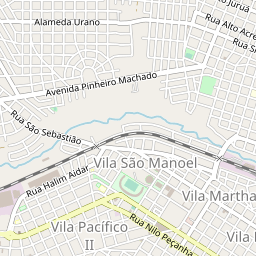 Juruá
Alameda Urano
Rua Alto Acre
Rua S
Avenida Pinheiro Machado
Rua São Sebastião
Vila São Manoel
Rua Halim Aidar
Vila Martha
Vila Pacífico
II
Rua Nilo Peçanha
Vila